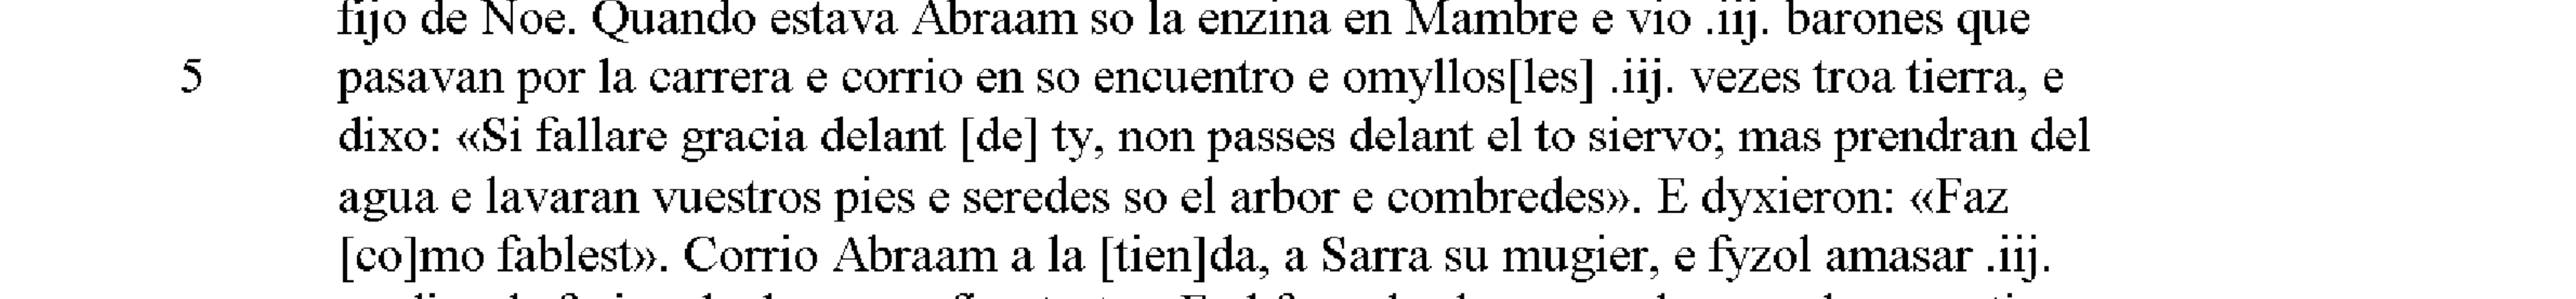 fijo de Noe. Quando estava Abraam so la enzina en Mambre e vio .iij. barones que
5 pasavan por la carrera e corrio en so encuentro e omyllos[les] .iij. vezes troa tierra, e
dixo: «Si fallare gracia delant [de] ty, non passes delant el to siervo; mas prendran del
agua e lavaran vuestros pies e seredes so el arbor e combredes». E dyxieron: «Faz
[co]mo fablest». Corrio Abraam a la [tien]da, a Sarra su mugier, e fyzol amasar .iij.